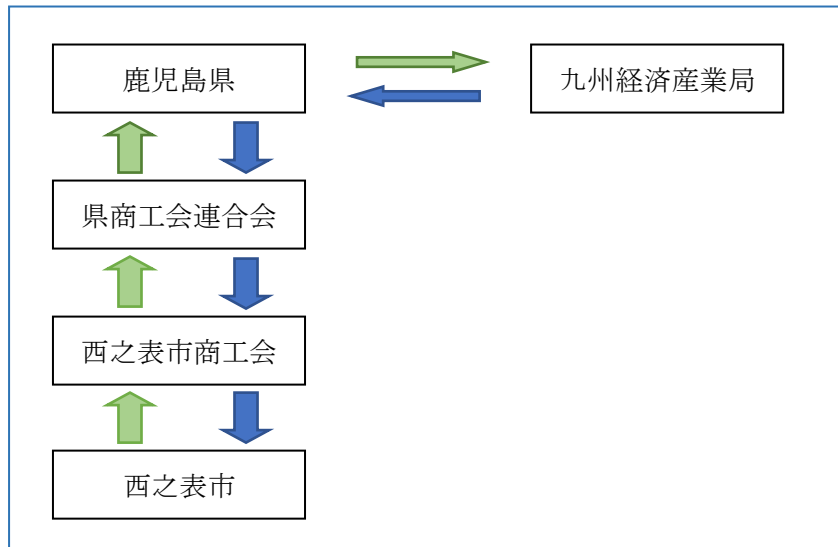 鹿児島県
九州経済産業局
県商工会連合会
西之表市商工会
西之表市